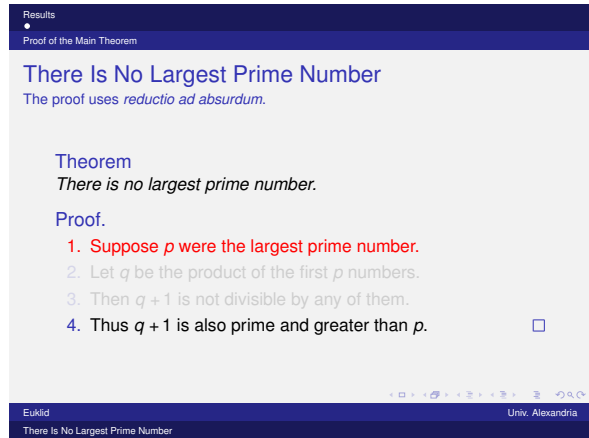 Results
Proof of the Main Theorem
There Is No Largest Prime Number
The proof uses reductio ad absurdum.
Theorem
There is no largest prime number.
Proof.
1. Suppose p were the largest prime number.
2. Let q be the product of the first p numbers.
3. Then q + 1 is not divisible by any of them.
4. Thus q + 1 is also prime and greater than p.
Euklid Univ. Alexandria
There Is No Largest Prime Number